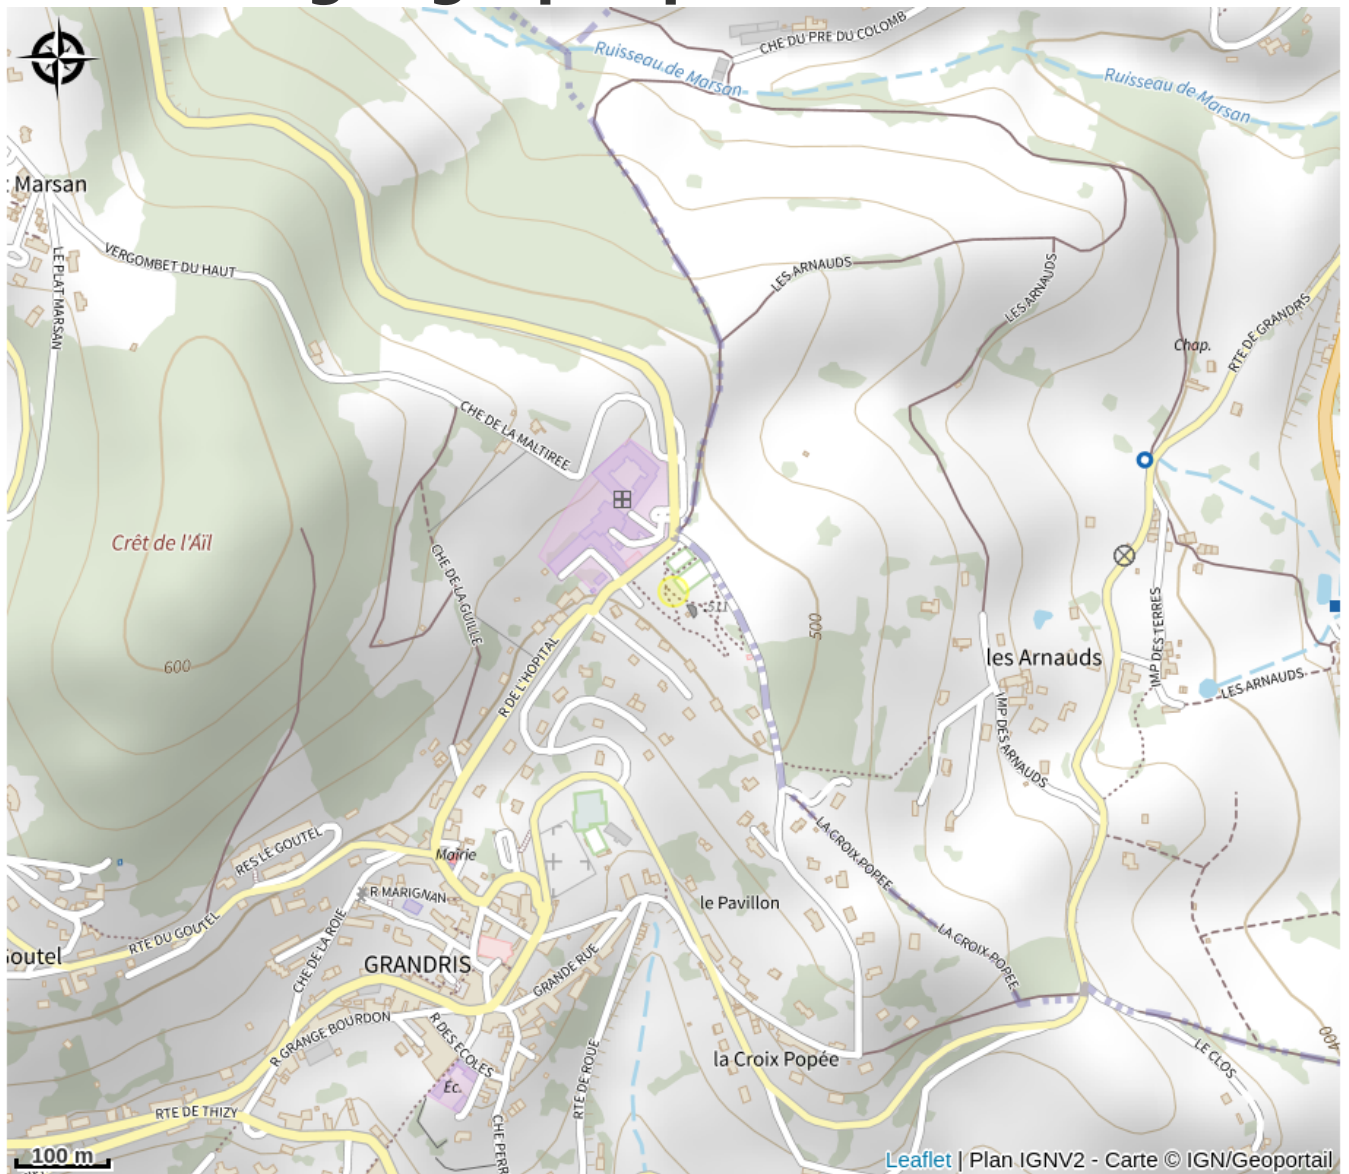 CHE DU PRE DU COLOMB
Ruisseau de Marsan
Ruisseau de Marsan
Marsan
VERGOMBET DU HAUT
LE PLAT MARSAN
LES ARNAUDS
LES ARNAUDS
RTE DE GRANDRIS
Chap.
CHE DE LA MALTIREE
Crêt de l'Aïl
CHE DE LA GUILLE
511
500
IMP DES TERRES
les Arnauds
600
R DE L'HOPITAL
LES ARNAUDS
IMP DES ARNAUDS
LA CROIX POPEE
RES LE GOUTEL
Mairie
R MARIGNAN
le Pavillon
RTE DU GOUTEL
LA CROIX POPEE
Goutel
CHE DE LA ROIE
GRANDRIS
GRANDE RUE
R GRANGE BOURDON
R DES ECOLES
400
LE CLOS
la Croix Popée
RTE DE ROUE
Éc.
RTE DE THIZY
CHE PERR
100 m
Leaflet | Plan IGNV2 - Carte © IGN/Geoportail